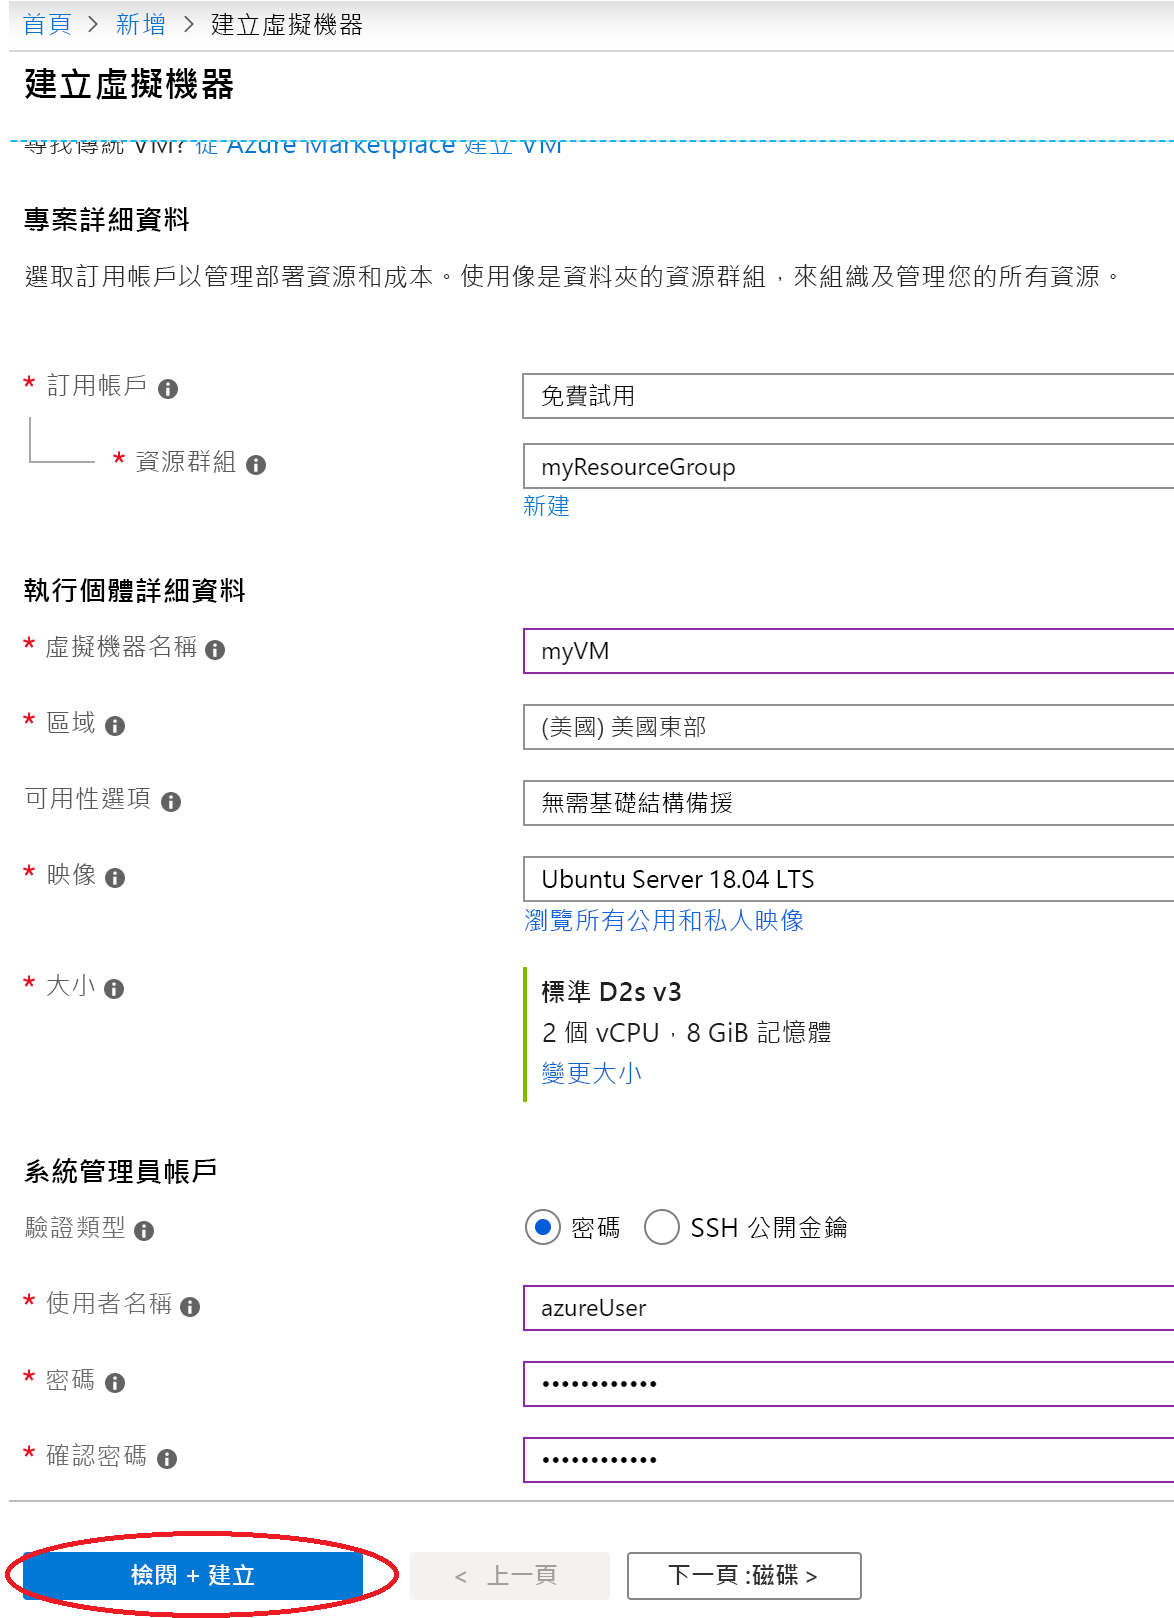 首頁 > 新增 > 建立虛擬機器
建立虛擬機器
尋找傳統 VM? 從 Azure Marketplace 建立 VM
專案詳細資料
選取訂用帳戶以管理部署資源和成本。使用像是資料夾的資源群組，來組織及管理您的所有資源。
* 訂用帳戶
免費試用
* 資源群組
myResourceGroup
新建
執行個體詳細資料
* 虛擬機器名稱
myVM
* 區域
(美國) 美國東部
可用性選項
無需基礎結構備援
* 映像
Ubuntu Server 18.04 LTS
瀏覽所有公用和私人映像
* 大小
標準 D2s v3
2 個 vCPU，8 GiB 記憶體
變更大小
系統管理員帳戶
驗證類型
密碼 SSH 公開金鑰
* 使用者名稱
azureUser
* 密碼
••••••••••••
* 確認密碼
••••••••••••
檢閱 + 建立 < 上一頁 下一頁 :磁碟 >